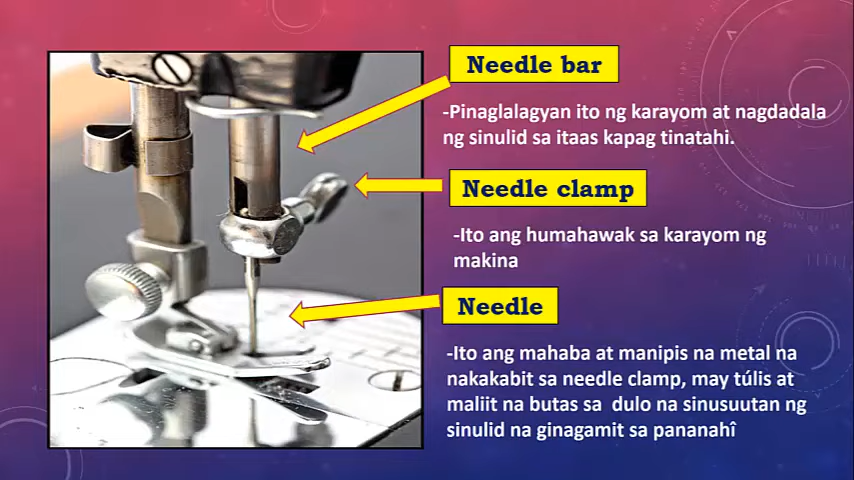 Needle bar
-Pinaglalagyan ito ng karayom at nagdadala
ng sinulid sa itaas kapag tinatahi.
Needle clamp
-Ito ang humahawak sa karayom ng
makina
Needle
-Ito ang mahaba at manipis na metal na
nakakabit sa needle clamp, may túlis at
maliit na butas sa dulo na sinusuutan ng
sinulid na ginagamit sa pananahî